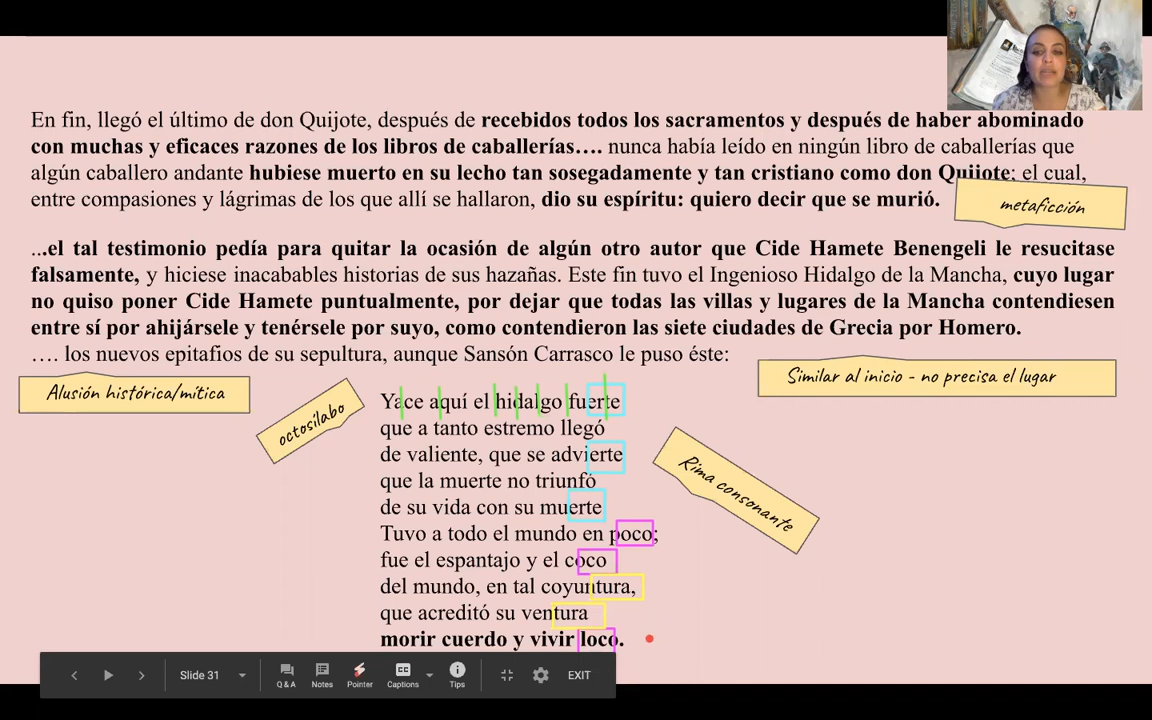 En fin, llegó el último de don Quijote, después de recebidos todos los sacramentos y después de haber abominado
con muchas y eficaces razones de los libros de caballerías…. nunca había leído en ningún libro de caballerías que
algún caballero andante hubiese muerto en su lecho tan sosegadamente y tan cristiano como don Quijote; el cual,
entre compasiones y lágrimas de los que allí se hallaron, dio su espíritu: quiero decir que se murió.
metaficción
...el tal testimonio pedía para quitar la ocasión de algún otro autor que Cide Hamete Benengeli le resucitase
falsamente, y hiciese inacabables historias de sus hazañas. Este fin tuvo el Ingenioso Hidalgo de la Mancha, cuyo lugar
no quiso poner Cide Hamete puntualmente, por dejar que todas las villas y lugares de la Mancha contendiesen
entre sí por ahijársele y tenérsele por suyo, como contendieron las siete ciudades de Grecia por Homero.
…. los nuevos epitafios de su sepultura, aunque Sansón Carrasco le puso éste:
Alusión histórica/mítica
Similar al inicio - no precisa el lugar
octosílabo
Yace aquí el hidalgo fuerte
que a tanto estremo llegó
de valiente, que se advierte
que la muerte no triunfó
de su vida con su muerte
Rima consonante
Tuvo a todo el mundo en poco;
fue el espantajo y el coco
del mundo, en tal coyuntura,
que acreditó su ventura
morir cuerdo y vivir loco.
Slide 31
Q & A
Notes
Pointer
Captions
Tips
EXIT
CC